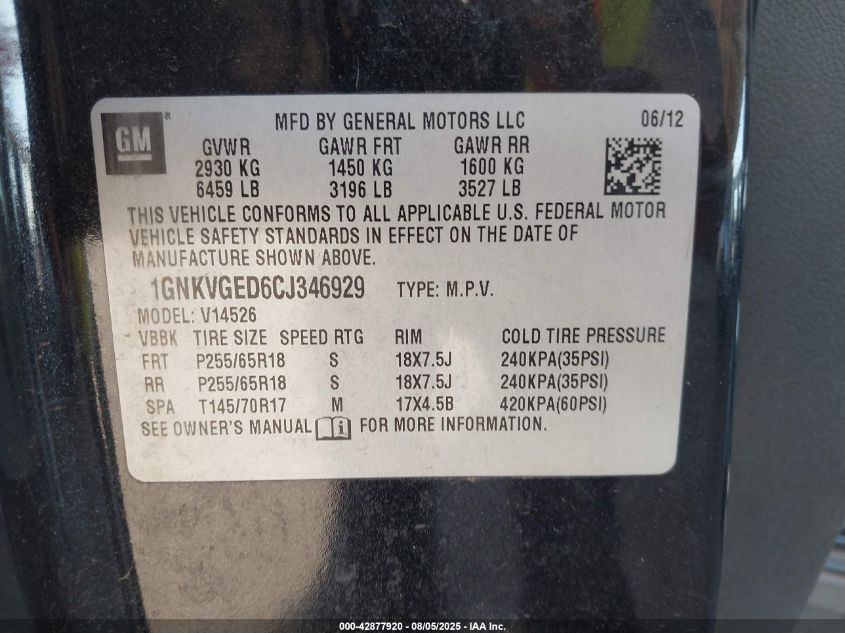 GM ®
MFD BY GENERAL MOTORS LLC 06/12
GVWR GAWR FRT GAWR RR
2930 KG 1450 KG 1600 KG
6459 LB 3196 LB 3527 LB
THIS VEHICLE CONFORMS TO ALL APPLICABLE U.S. FEDERAL MOTOR
VEHICLE SAFETY STANDARDS IN EFFECT ON THE DATE OF
MANUFACTURE SHOWN ABOVE.
1GNKVGED6CJ346929 TYPE: M.P.V.
MODEL: V14526
VBBK TIRE SIZE SPEED RTG RIM COLD TIRE PRESSURE
FRT P255/65R18 S 18X7.5J 240KPA(35PSI)
RR P255/65R18 S 18X7.5J 240KPA(35PSI)
SPA T145/70R17 M 17X4.5B 420KPA(60PSI)
SEE OWNER'S MANUAL i FOR MORE INFORMATION.
000-42877920 - 08/05/2025 - IAA Inc.